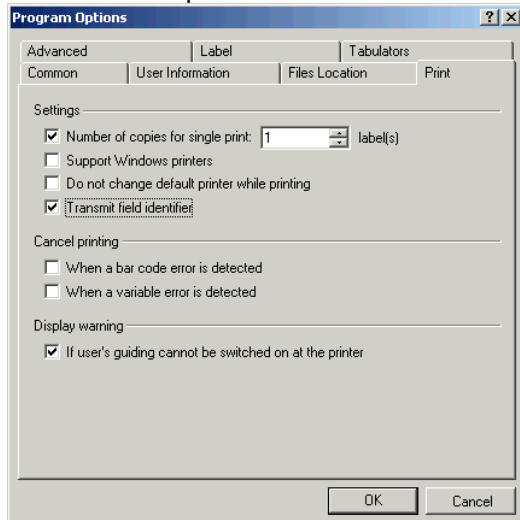 Program Options
Advanced Label Tabulators
Common User Information Files Location Print
Settings
Number of copies for single print: 1 label(s)
Support Windows printers
Do not change default printer while printing
Transmit field identifier
Cancel printing
When a bar code error is detected
When a variable error is detected
Display warning
If user's guiding cannot be switched on at the printer
OK Cancel